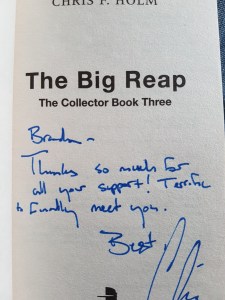 CHRIS F. HOLM
The Big Reap
The Collector Book Three
Brandon –
Thanks so much for
all your support! Terrific
to finally meet you.
Best,
Chris